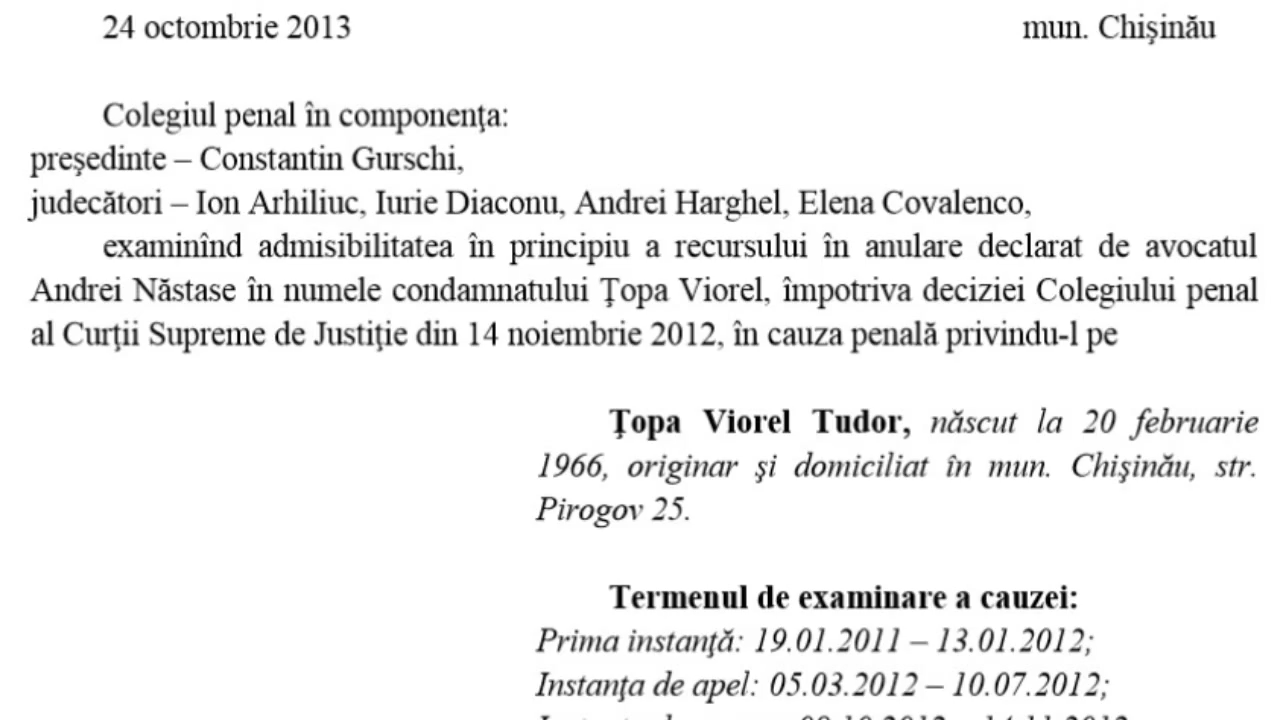 24 octombrie 2013 mun. Chişinău
Colegiul penal în componenţa:
preşedinte – Constantin Gurschi,
judecători – Ion Arhiliuc, Iurie Diaconu, Andrei Harghel, Elena Covalenco,
examinînd admisibilitatea în principiu a recursului în anulare declarat de avocatul
Andrei Năstase în numele condamnatului Ţopa Viorel, împotriva deciziei Colegiului penal
al Curţii Supreme de Justiţie din 14 noiembrie 2012, în cauza penală privindu-l pe
Ţopa Viorel Tudor, născut la 20 februarie
1966, originar şi domiciliat în mun. Chişinău, str.
Pirogov 25.
Termenul de examinare a cauzei:
Prima instanţă: 19.01.2011 – 13.01.2012;
Instanţa de apel: 05.03.2012 – 10.07.2012;